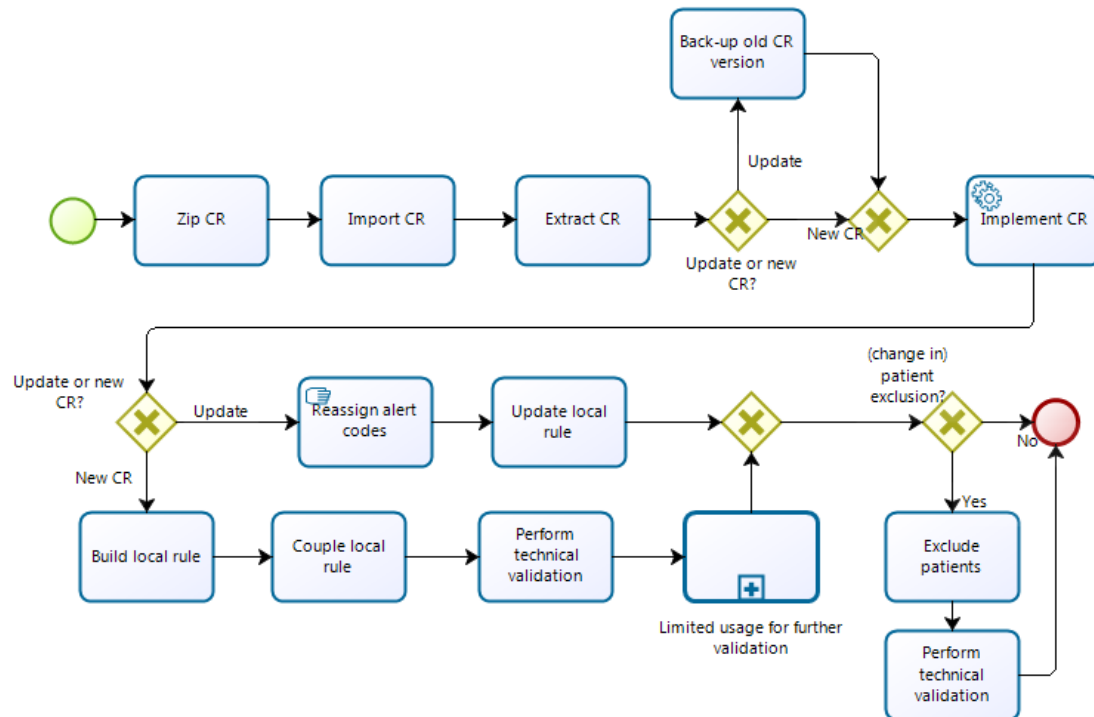 Back-up old CR
version
Update
Zip CR
Import CR
Extract CR
New CR
Implement CR
Update or new
CR?
(change in)
patient
exclusion?
Update or new
CR?
Update
Reassign alert
codes
Update local
rule
No
New CR
Yes
Build local rule
Couple local
rule
Perform
technical
validation
Exclude
patients
Limited usage for further
validation
Perform
technical
validation